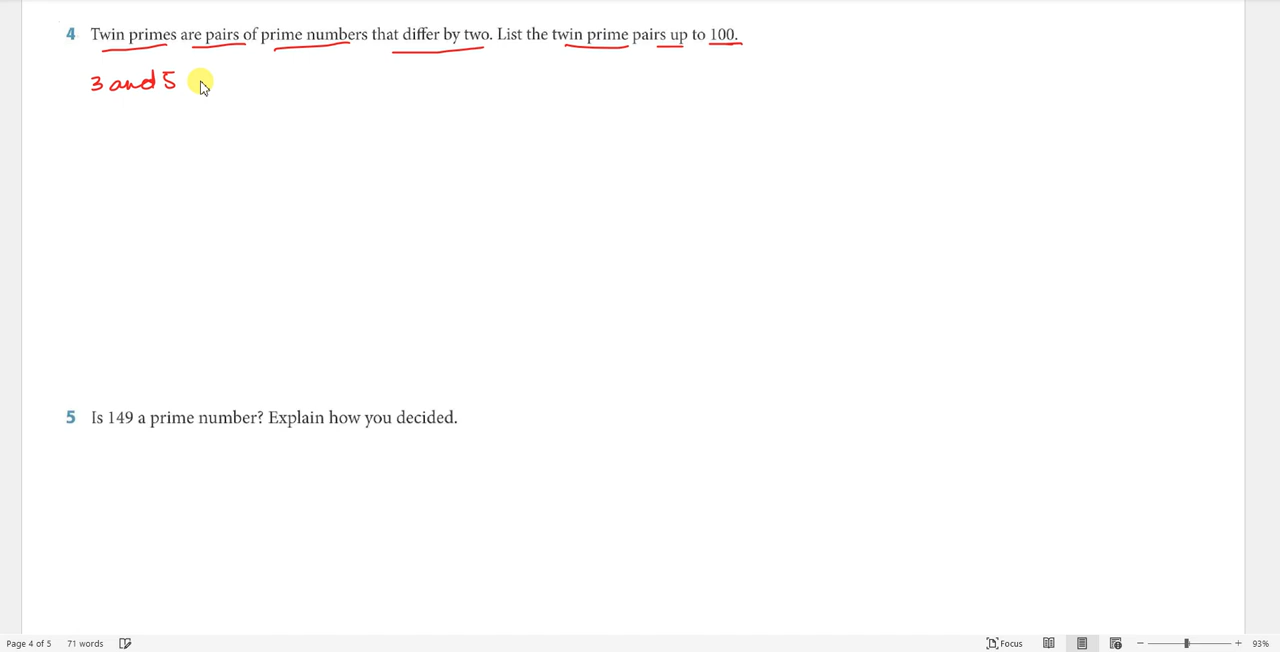 4 Twin primes are pairs of prime numbers that differ by two. List the twin prime pairs up to 100.
3 and 5
5 Is 149 a prime number? Explain how you decided.
Page 4 of 5 71 words Focus 93%